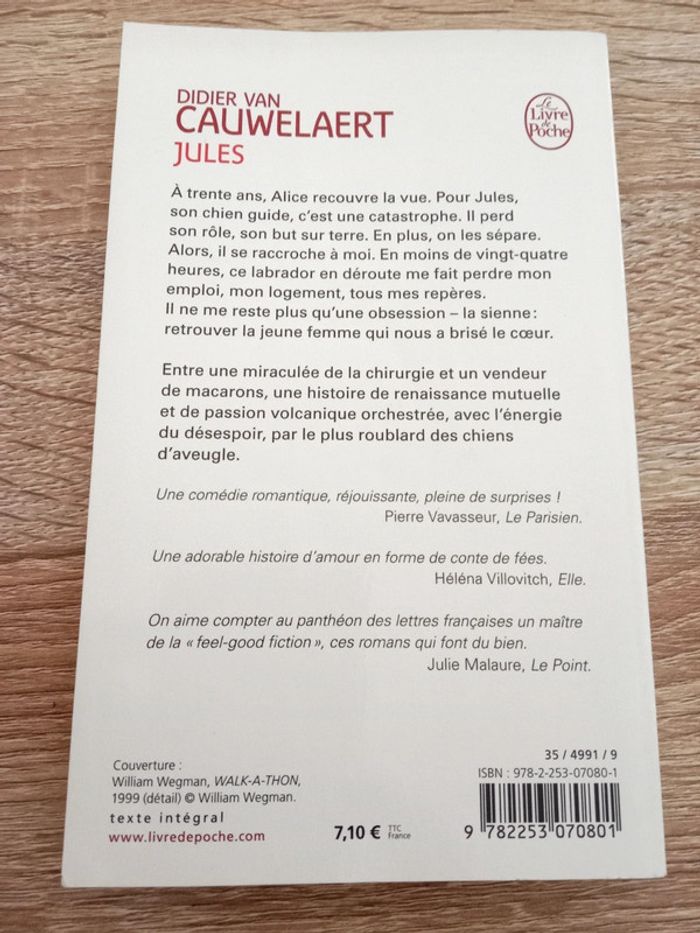 DIDIER VAN
CAUWELAERT
JULES
Le
Livre
de
Poche
À trente ans, Alice recouvre la vue. Pour Jules,
son chien guide, c'est une catastrophe. Il perd
son rôle, son but sur terre. En plus, on les sépare.
Alors, il se raccroche à moi. En moins de vingt-quatre
heures, ce labrador en déroute me fait perdre mon
emploi, mon logement, tous mes repères.
Il ne me reste plus qu'une obsession – la sienne :
retrouver la jeune femme qui nous a brisé le cœur.
Entre une miraculée de la chirurgie et un vendeur
de macarons, une histoire de renaissance mutuelle
et de passion volcanique orchestrée, avec l'énergie
du désespoir, par le plus roublard des chiens
d'aveugle.
Une comédie romantique, réjouissante, pleine de surprises !
Pierre Vavasseur, Le Parisien.
Une adorable histoire d'amour en forme de conte de fées.
Héléna Villovitch, Elle.
On aime compter au panthéon des lettres françaises un maître
de la « feel-good fiction », ces romans qui font du bien.
Julie Malaure, Le Point.
Couverture :
William Wegman, WALK-A-THON,
1999 (détail) © William Wegman.
texte intégral
www.livredepoche.com
7,10 € TTC
France
35 / 4991 / 9
ISBN : 978-2-253-07080-1
9 782253 070801